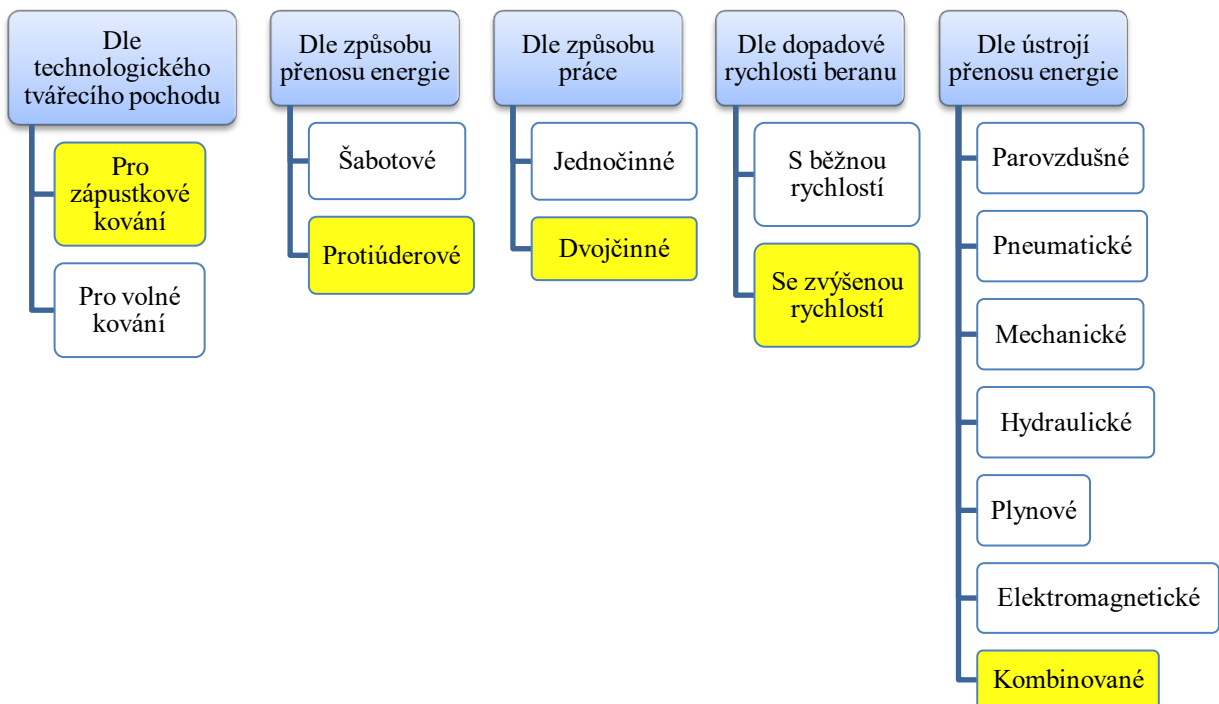 Dle
technologického
tvářecího pochodu
Pro
zápustkové
kování
Pro volné
kování
Dle způsobu
přenosu energie
Šabotové
Protiúderové
Dle způsobu
práce
Jednočinné
Dvojčinné
Dle dopadové
rychlosti beranu
S běžnou
rychlostí
Se zvýšenou
rychlostí
Dle ústrojí
přenosu energie
Parovzdušné
Pneumatické
Mechanické
Hydraulické
Plynové
Elektromagnetické
Kombinované